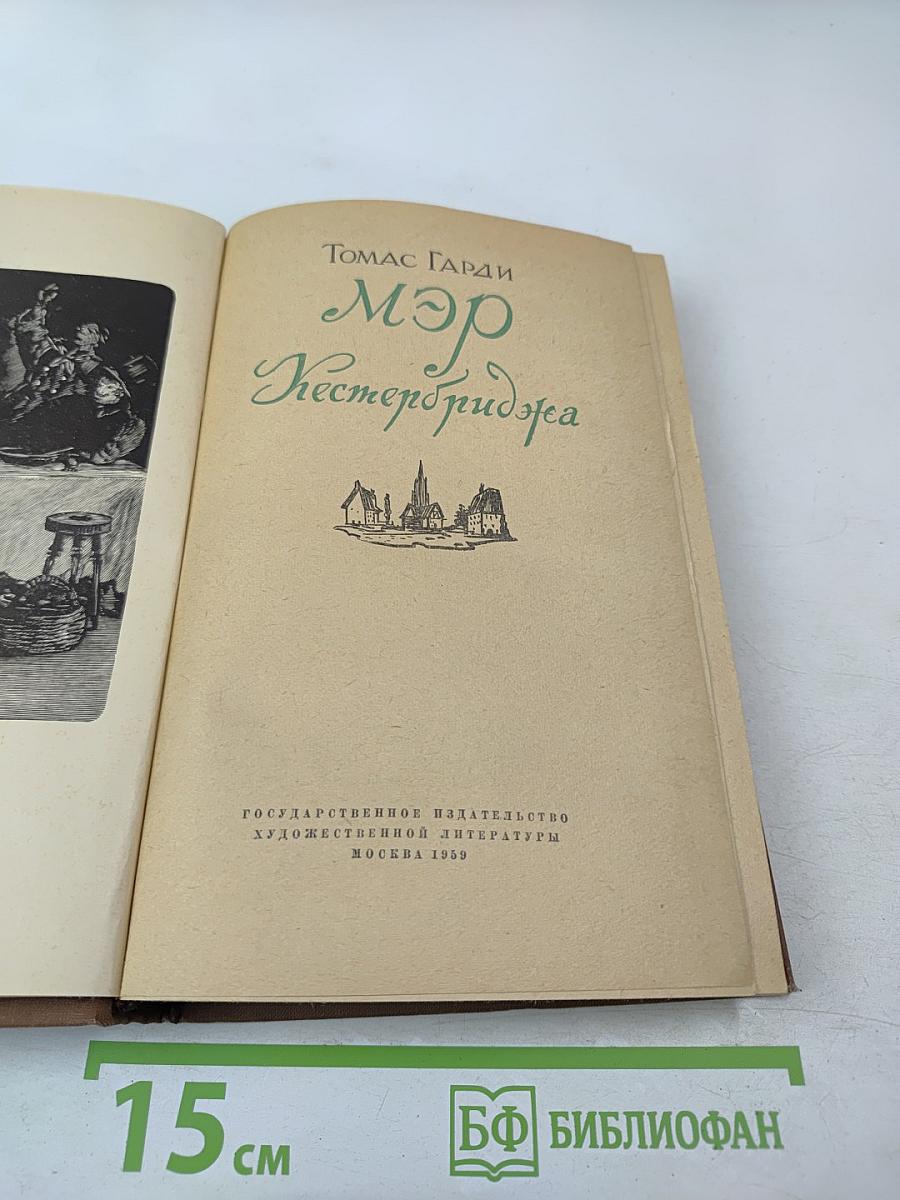 Томас Гарди
Мэр
Кестербриджа
ГОСУДАРСТВЕННОЕ ИЗДАТЕЛЬСТВО
ХУДОЖЕСТВЕННОЙ ЛИТЕРАТУРЫ
МОСКВА 1959
15 см
БФ БИБЛИОФАН